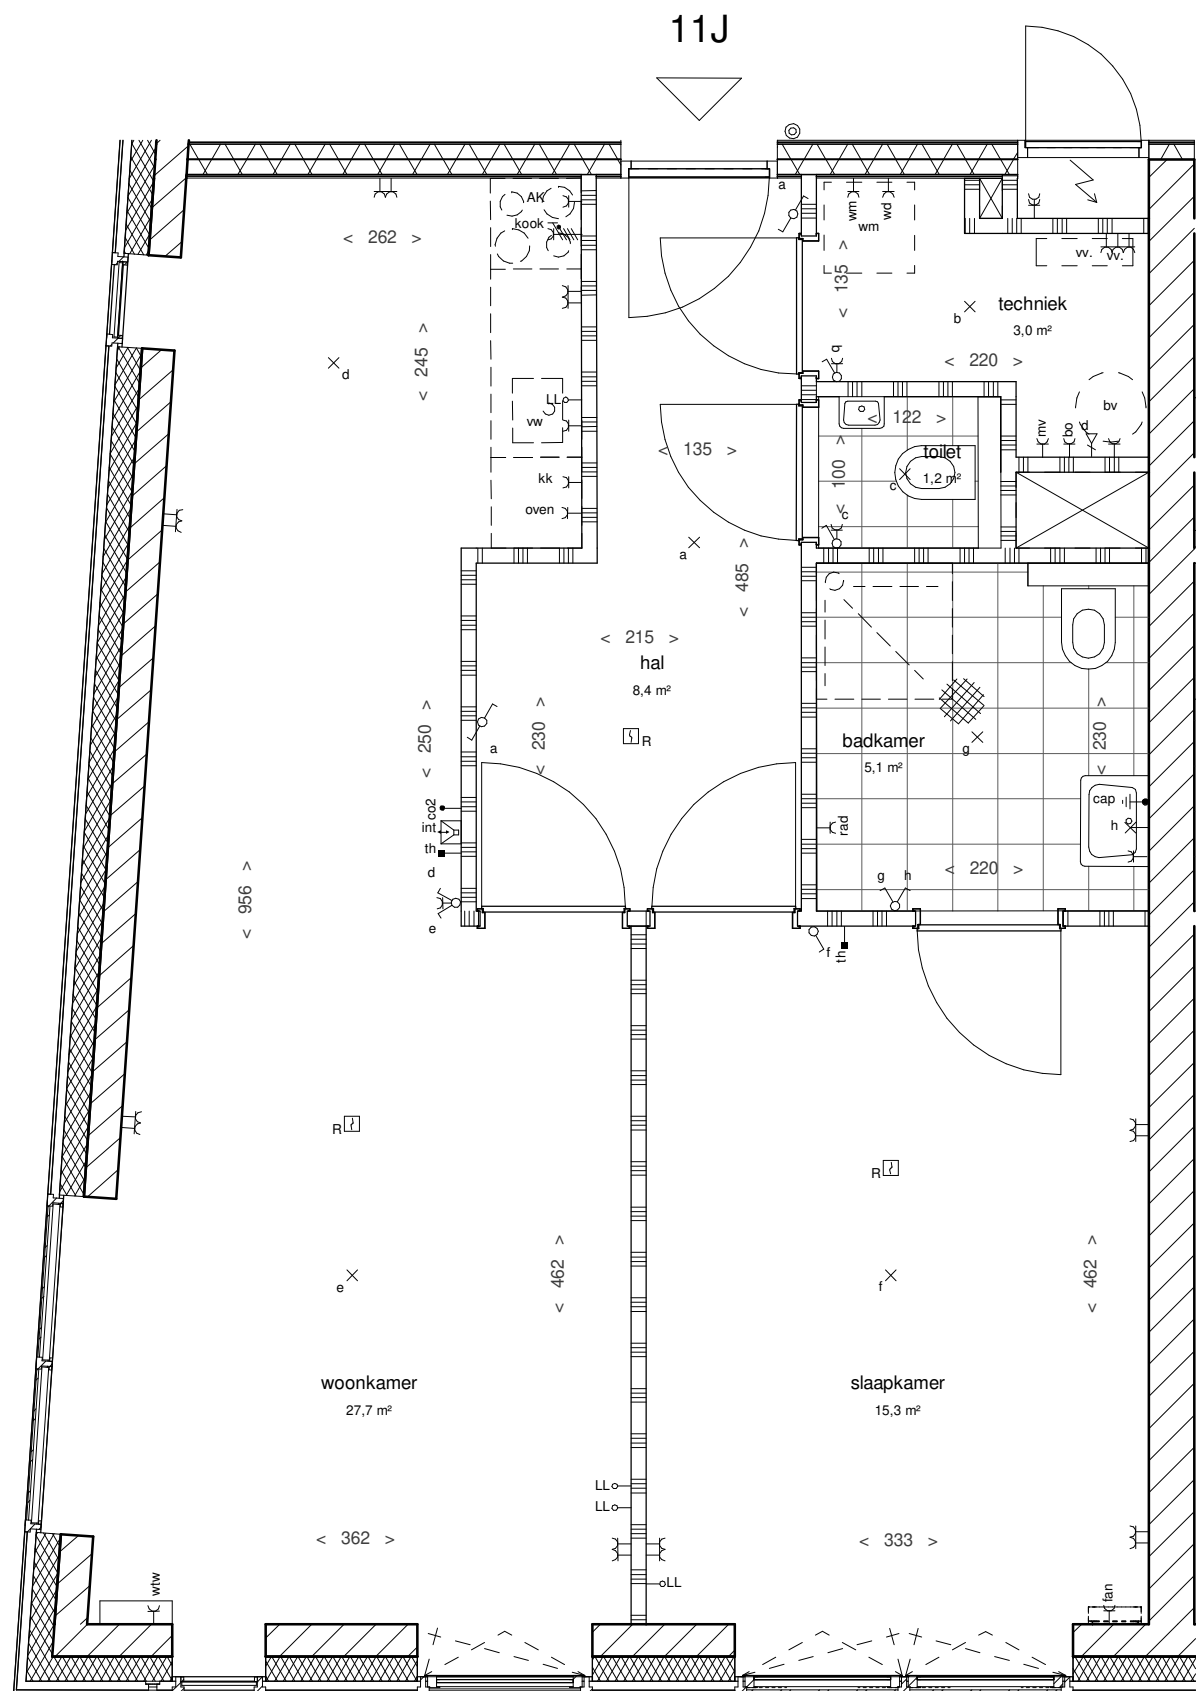 11J
a
AK
kook
< 262 >
wm
wd
wm
vv.
vv.
< 135 >
techniek
3,0 m²
b
< 245 >
d
q
< 220 >
LL
vw
bv
< 122 >
mv
bo
d
< 135 >
toilet
1,2 m²
< 100 >
c
kk
oven
c
a
< 485 >
< 215 >
hal
8,4 m²
< 250 >
a
< 230 >
R
badkamer
5,1 m²
g
< 230 >
co2
int
th
d
rad
cap
h
< 956 >
e
g
h
< 220 >
f
th
R
R
< 462 >
< 462 >
e
f
woonkamer
27,7 m²
slaapkamer
15,3 m²
LL
LL
< 362 >
< 333 >
wtw
LL
fan